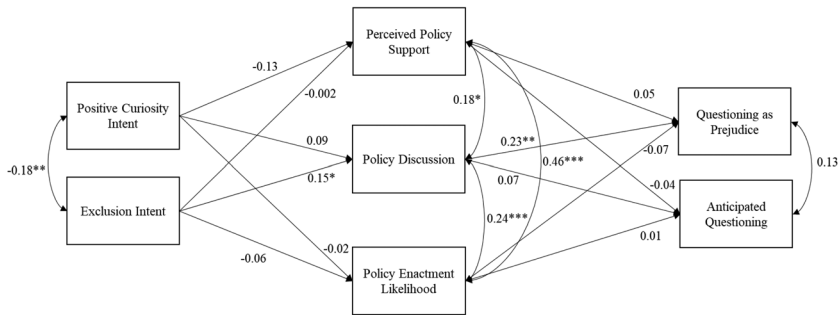 Perceived Policy
Support
-0.13
-0.002
0.05
Positive Curiosity
Intent
0.18*
Questioning as
Prejudice
0.09
Policy Discussion
0.23**
0.46***
-0.07
-0.18**
0.13
0.15*
0.07
-0.04
Exclusion Intent
Anticipated
Questioning
0.24***
-0.02
0.01
-0.06
Policy Enactment
Likelihood